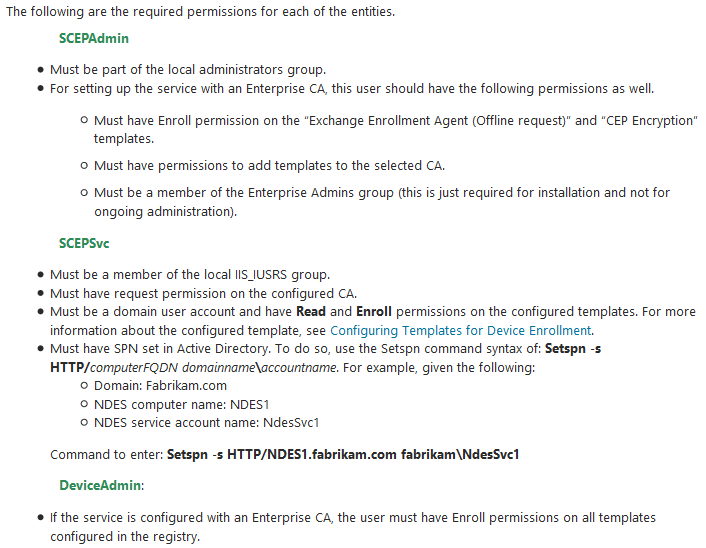 The following are the required permissions for each of the entities.
SCEPAdmin
● Must be part of the local administrators group.
● For setting up the service with an Enterprise CA, this user should have the following permissions as well.
○ Must have Enroll permission on the “Exchange Enrollment Agent (Offline request)” and “CEP Encryption”
templates.
○ Must have permissions to add templates to the selected CA.
○ Must be a member of the Enterprise Admins group (this is just required for installation and not for
ongoing administration).
SCEPSvc
● Must be a member of the local IIS_IUSRS group.
● Must have request permission on the configured CA.
● Must be a domain user account and have Read and Enroll permissions on the configured templates. For more
information about the configured template, see Configuring Templates for Device Enrollment.
● Must have SPN set in Active Directory. To do so, use the Setspn command syntax of: Setspn -s
HTTP/computerFQDN domainname\accountname. For example, given the following:
○ Domain: Fabrikam.com
○ NDES computer name: NDES1
○ NDES service account name: NdesSvc1
Command to enter: Setspn -s HTTP/NDES1.fabrikam.com fabrikam\NdesSvc1
DeviceAdmin:
● If the service is configured with an Enterprise CA, the user must have Enroll permissions on all templates
configured in the registry.